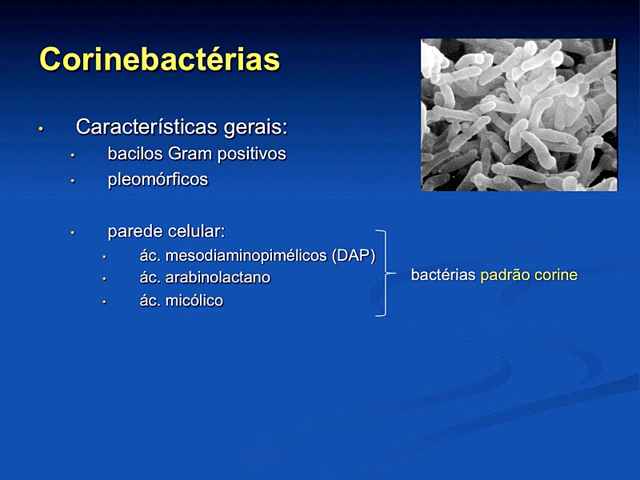 Corinebactérias
Características gerais:
bacilos Gram positivos
pleomórficos
parede celular:
ác. mesodiaminopimélicos (DAP)
ác. arabinolactano
ác. micólico
bactérias padrão corine